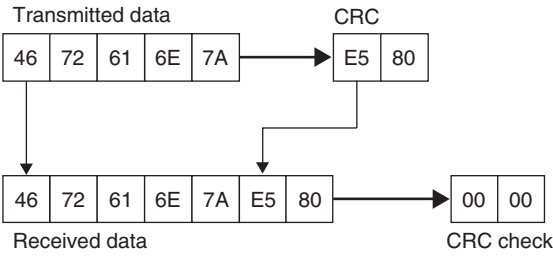 Transmitted data CRC
46 72 61 6E 7A E5 80
46 72 61 6E 7A E5 80 00 00
Received data CRC check